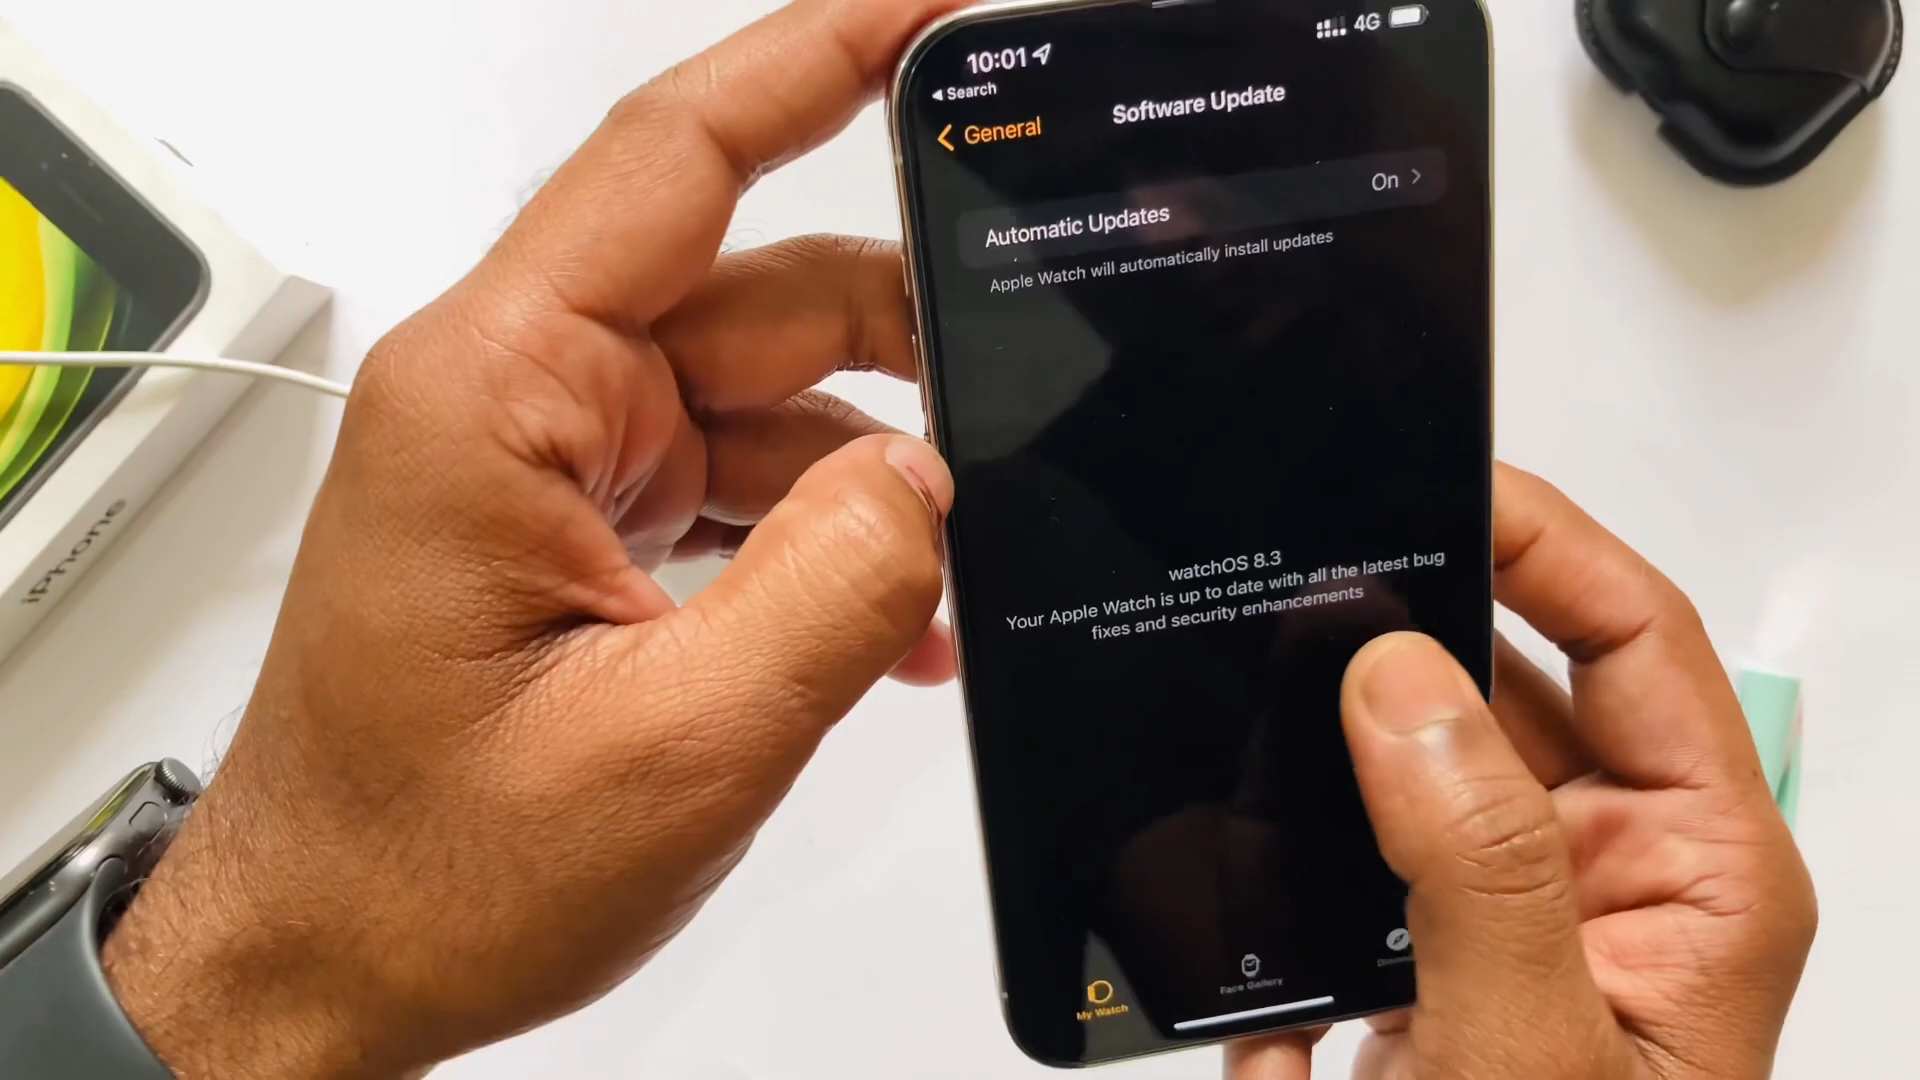 10:01
4G
Search
General
Software Update
Automatic Updates
On
Apple Watch will automatically install updates
watchOS 8.3
Your Apple Watch is up to date with all the latest bug
fixes and security enhancements
My Watch
Face Gallery
iPhone